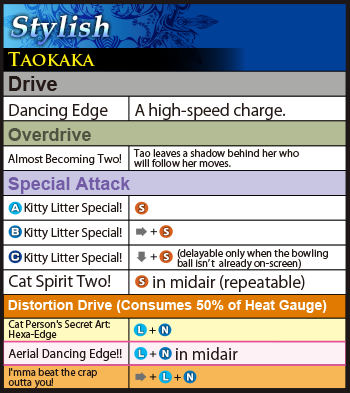 Stylish
TAOKAKA
Drive
Dancing Edge A high-speed charge.
Overdrive
Almost Becoming Two! Tao leaves a shadow behind her who
will follow her moves.
Special Attack
A Kitty Litter Special! S
B Kitty Litter Special! ➡ + S
C Kitty Litter Special! ⬇ + S (delayable only when the bowling
ball isn't already on-screen)
Cat Spirit Two! S in midair (repeatable)
Distortion Drive (Consumes 50% of Heat Gauge)
Cat Person's Secret Art:
Hexa-Edge L + N
Aerial Dancing Edge!! L + N in midair
I'mma beat the crap
outta you! ➡ + L + N